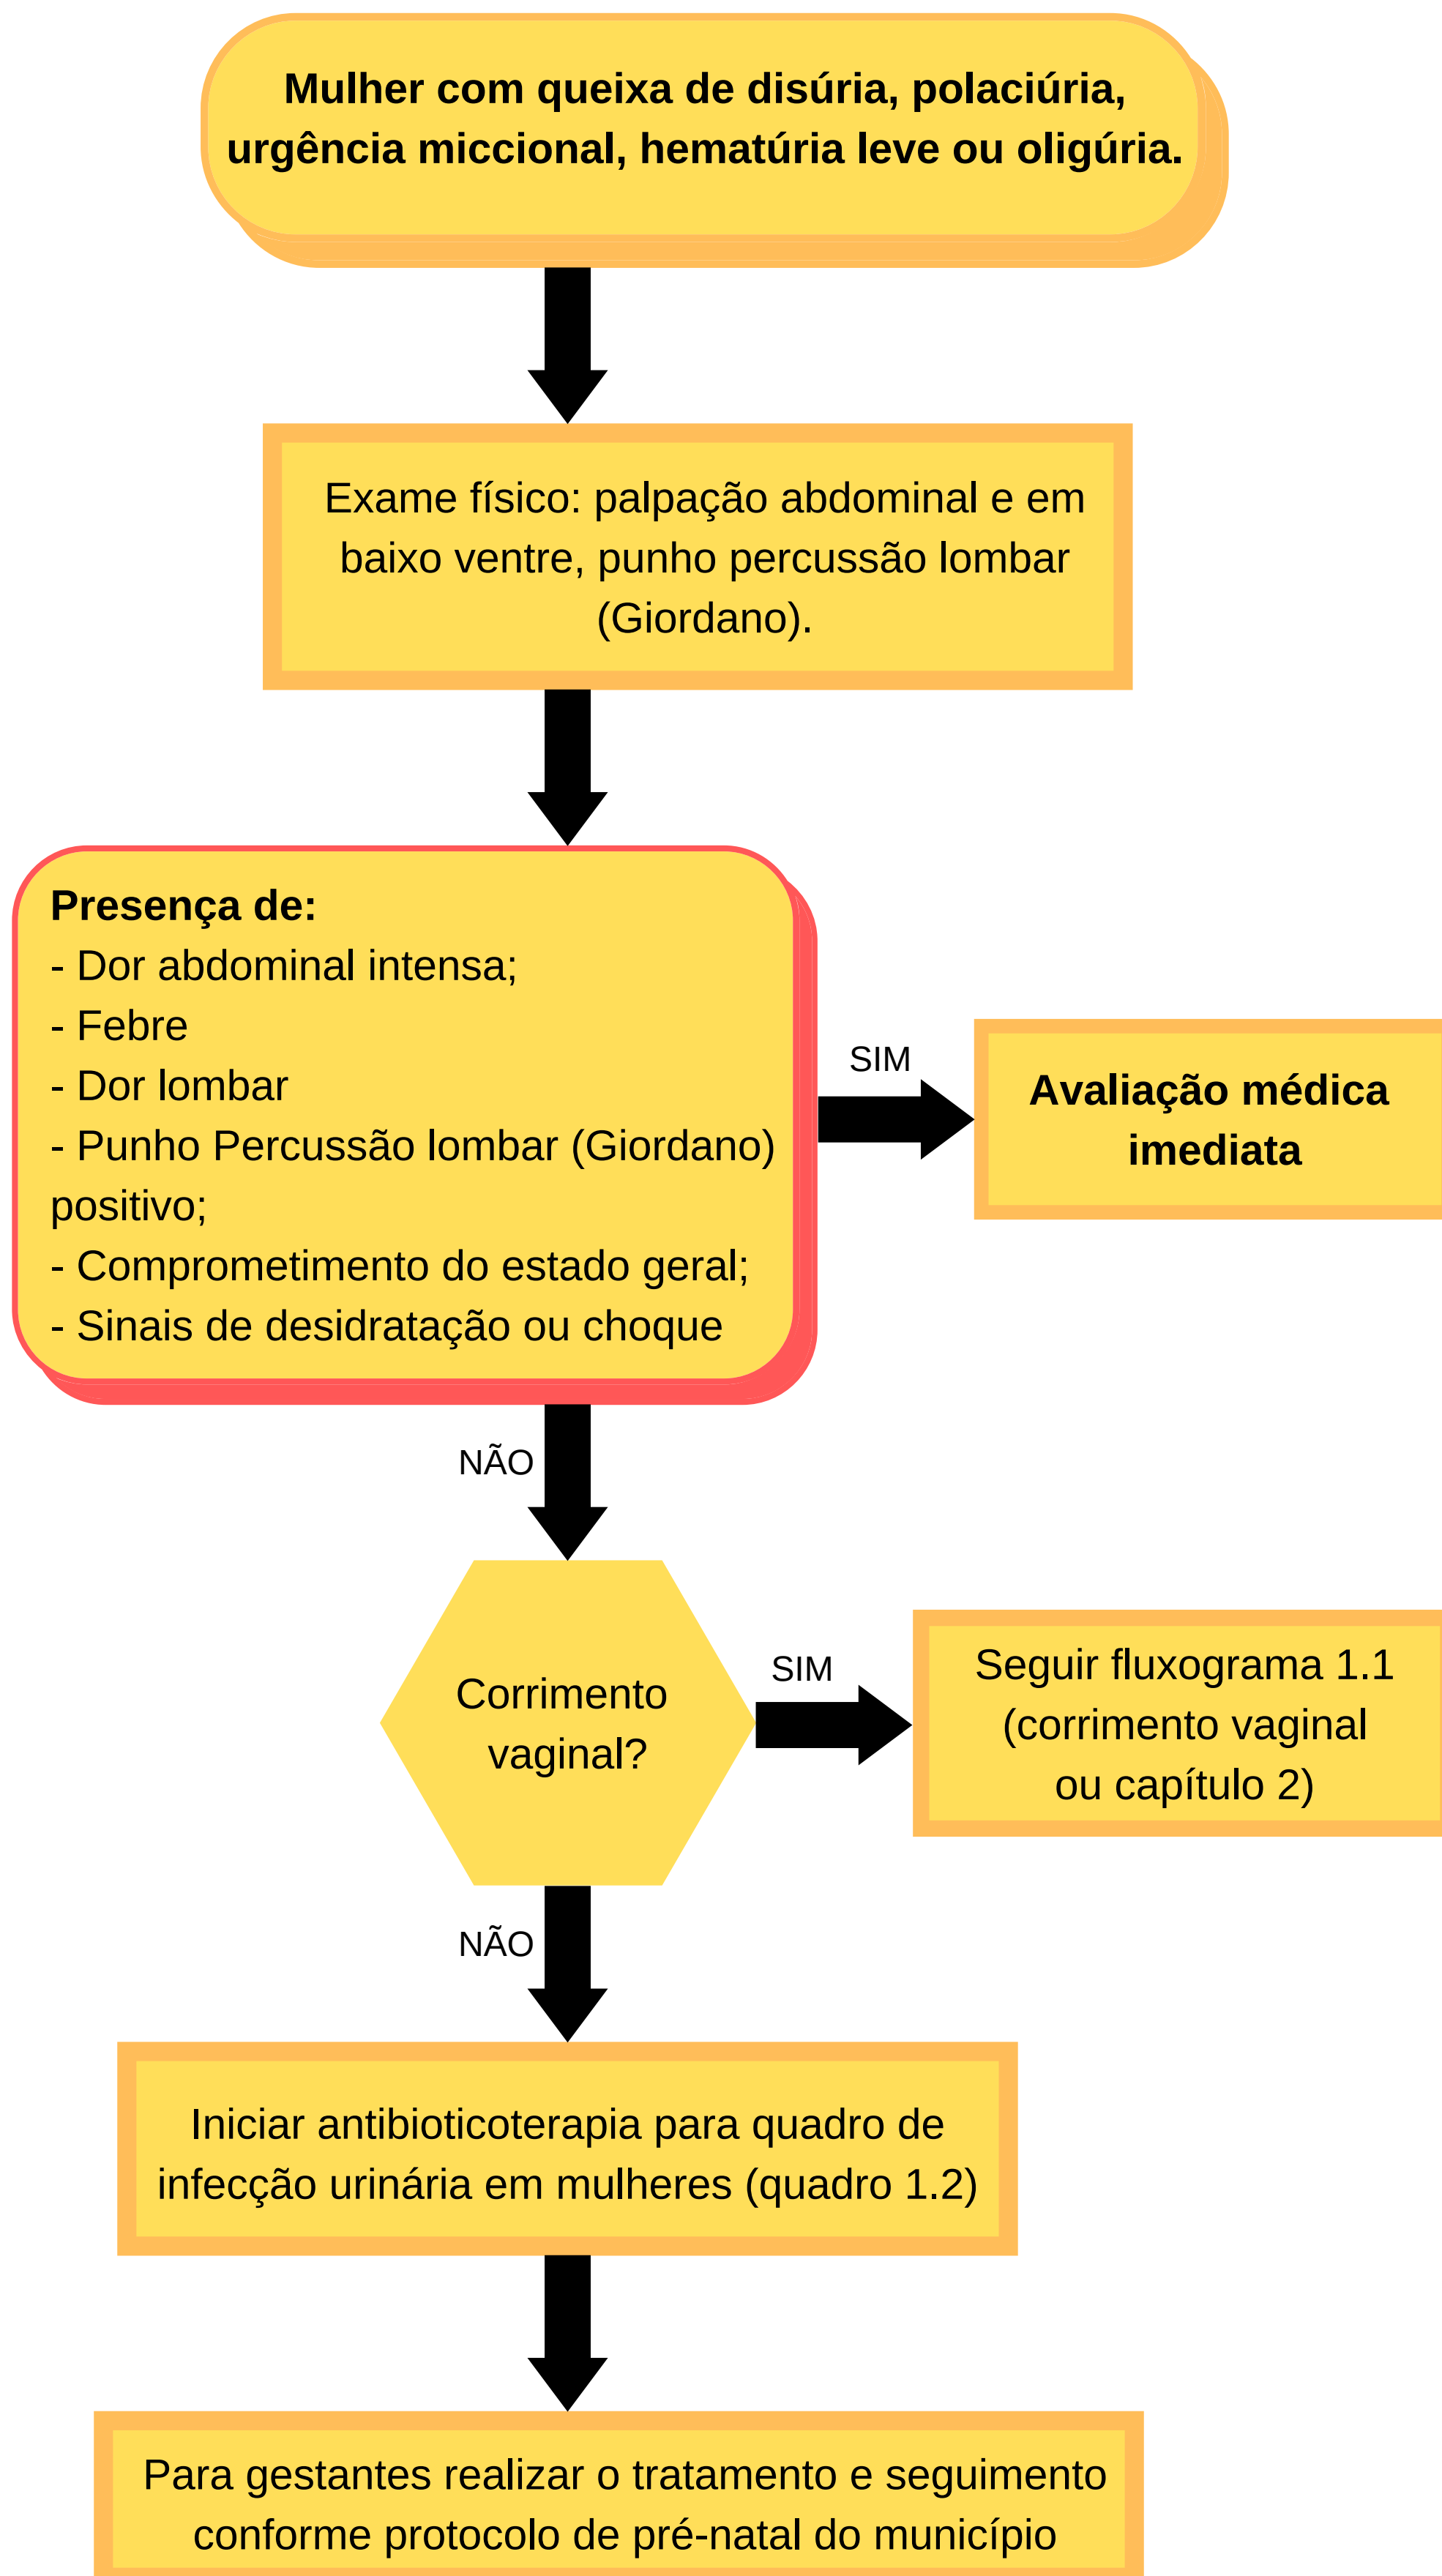 Mulher com queixa de disúria, polaciúria,
urgência miccional, hematúria leve ou oligúria.
Exame físico: palpação abdominal e em
baixo ventre, punho percussão lombar
(Giordano).
Presença de:
- Dor abdominal intensa;
- Febre
- Dor lombar
- Punho Percussão lombar (Giordano)
positivo;
- Comprometimento do estado geral;
- Sinais de desidratação ou choque
SIM
Avaliação médica
imediata
NÃO
Corrimento
vaginal?
SIM
Seguir fluxograma 1.1
(corrimento vaginal
ou capítulo 2)
NÃO
Iniciar antibioticoterapia para quadro de
infecção urinária em mulheres (quadro 1.2)
Para gestantes realizar o tratamento e seguimento
conforme protocolo de pré-natal do município